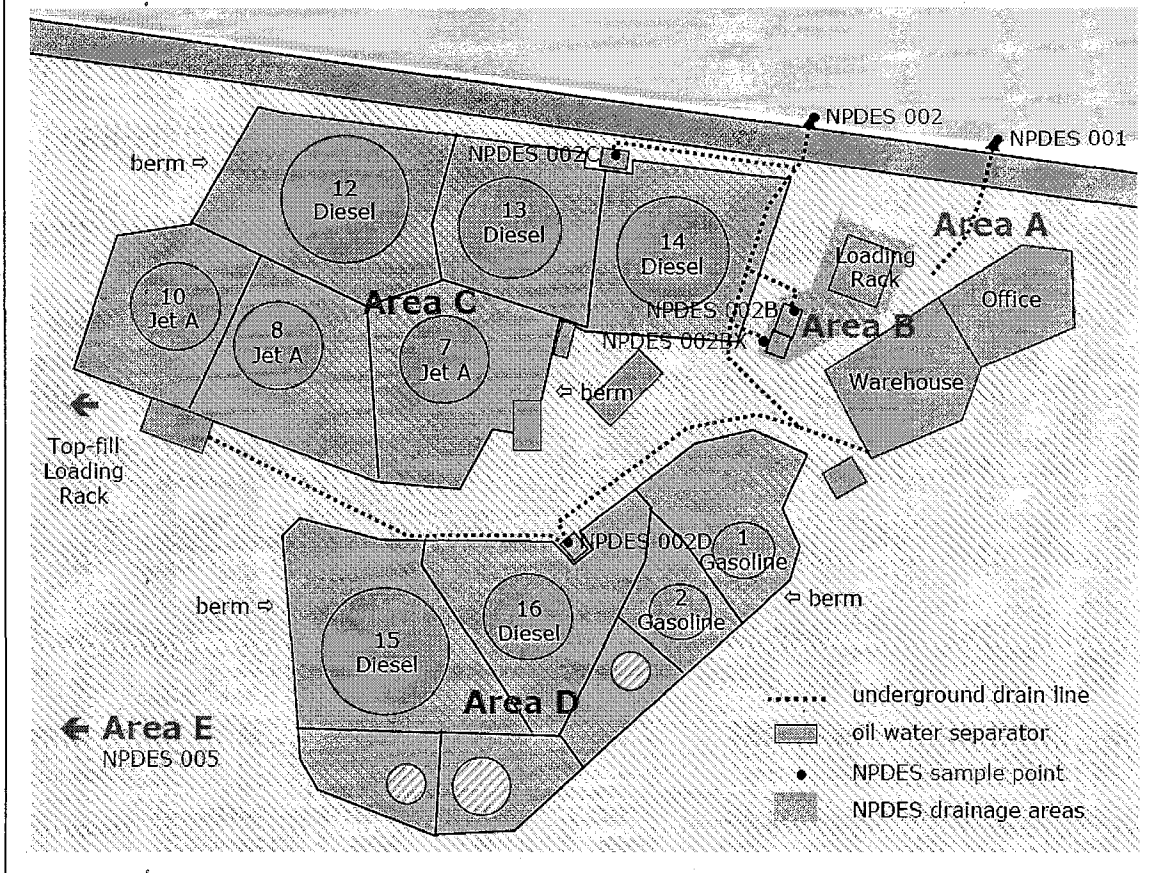 NPDES 002
NPDES 001
berm ⇨
NPDES 002C
12
Diesel
13
Diesel
14
Diesel
Area A
Loading
Rack
10
Jet A
8
Jet A
Area C
7
Jet A
NPDES 002B
Area B
NPDES 002BX
Office
Warehouse
⇦ berm
Top-fill
Loading
Rack
NPDES 002D
1
Gasoline
2
Gasoline
⇦ berm
berm ⇨
15
Diesel
16
Diesel
Area D
Area E
NPDES 005
underground drain line
oil water separator
NPDES sample point
NPDES drainage areas